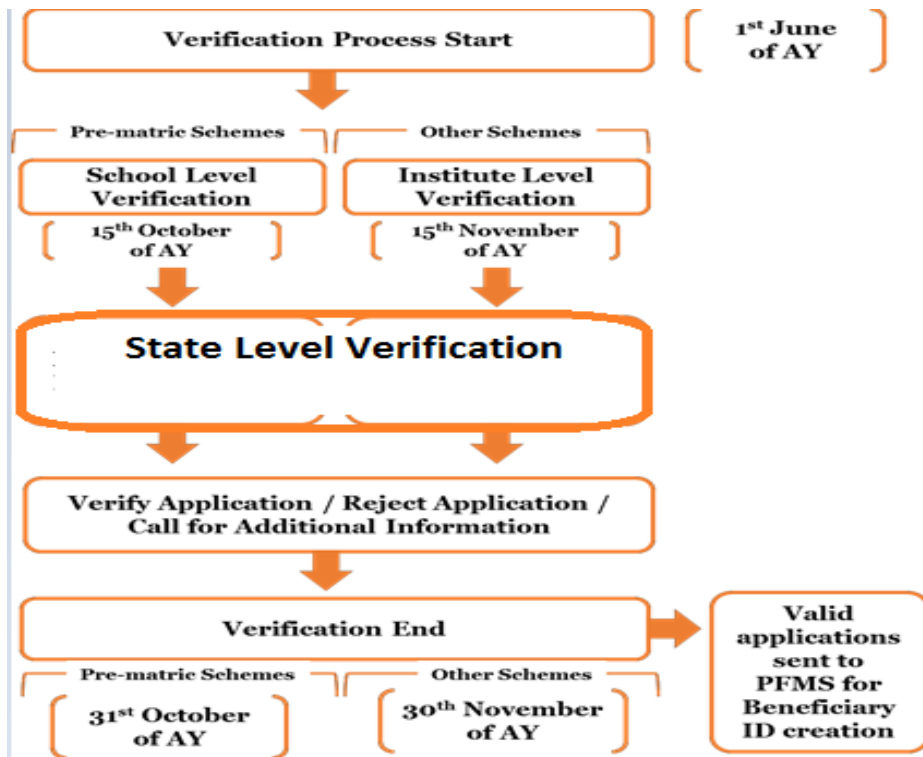 Verification Process Start
1st June
of AY
Pre-matric Schemes
Other Schemes
School Level
Verification
Institute Level
Verification
15th October
of AY
15th November
of AY
State Level Verification
Verify Application / Reject Application /
Call for Additional Information
Verification End
Valid
applications
sent to
PFMS for
Beneficiary
ID creation
Pre-matric Schemes
Other Schemes
31st October
of AY
30th November
of AY